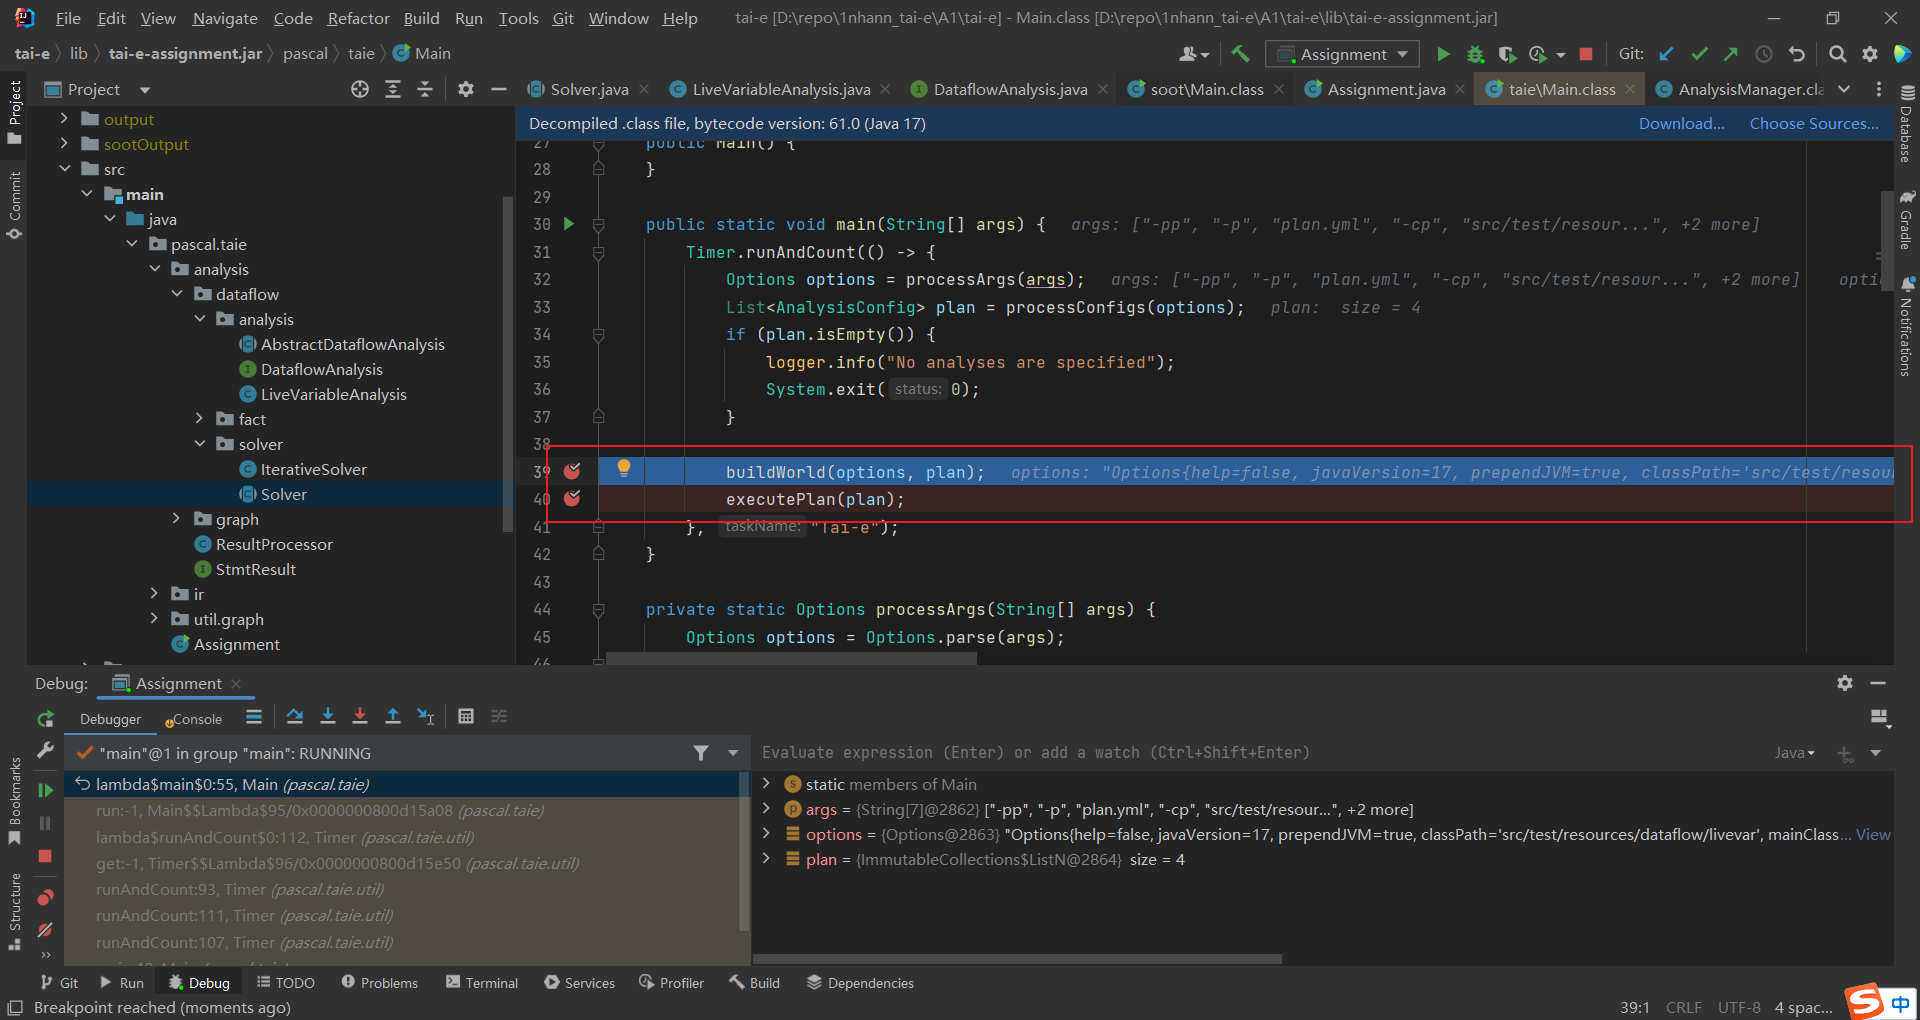 File Edit View Navigate Code Refactor Build Run Tools Git Window Help tai-e [D:\repo\1nhann_tai-e\A1\tai-e] - Main.class [D:\repo\1nhann_tai-e\A1\tai-e\lib\tai-e-assignment.jar]
tai-e lib tai-e-assignment.jar pascal taie Main Assignment Git:
Project Solver.java LiveVariableAnalysis.java DataflowAnalysis.java soot\Main.class Assignment.java taie\Main.class AnalysisManager.cla
Decompiled .class file, bytecode version: 61.0 (Java 17) Download... Choose Sources...
Project
Commit
Bookmarks
Structure
output
sootOutput
src
main
java
pascal.taie
analysis
dataflow
analysis
AbstractDataflowAnalysis
DataflowAnalysis
LiveVariableAnalysis
fact
solver
IterativeSolver
Solver
graph
ResultProcessor
StmtResult
ir
util.graph
Assignment
27 public Main() {
28 }
29
30 public static void main(String[] args) { args: ["-pp", "-p", "plan.yml", "-cp", "src/test/resour...", +2 more]
31 Timer.runAndCount(() -> {
32 Options options = processArgs(args); args: ["-pp", "-p", "plan.yml", "-cp", "src/test/resour...", +2 more] optio
33 List<AnalysisConfig> plan = processConfigs(options); plan: size = 4
34 if (plan.isEmpty()) {
35 logger.info("No analyses are specified");
36 System.exit( status: 0);
37 }
38
39 buildWorld(options, plan); options: "Options{help=false, javaVersion=17, prependJVM=true, classPath='src/test/resour
40 executePlan(plan);
41 }, taskName: "Tai-e");
42 }
43
44 private static Options processArgs(String[] args) {
45 Options options = Options.parse(args);
46
Database
Gradle
Notifications
Debug: Assignment
Debugger Console
"main"@1 in group "main": RUNNING
lambda$main$0:55, Main (pascal.taie)
run:-1, Main$$Lambda$95/0x0000000800d15a08 (pascal.taie)
lambda$runAndCount$0:112, Timer (pascal.taie.util)
get:-1, Timer$$Lambda$96/0x0000000800d15e50 (pascal.taie.util)
runAndCount:93, Timer (pascal.taie.util)
runAndCount:111, Timer (pascal.taie.util)
runAndCount:107, Timer (pascal.taie.util)
Evaluate expression (Enter) or add a watch (Ctrl+Shift+Enter) Java
static members of Main
args = {String[7]@2862} ["-pp", "-p", "plan.yml", "-cp", "src/test/resour...", +2 more]
options = {Options@2863} "Options{help=false, javaVersion=17, prependJVM=true, classPath='src/test/resources/dataflow/livevar', mainClass... View
plan = {ImmutableCollections$ListN@2864} size = 4
Git Run Debug TODO Problems Terminal Services Profiler Build Dependencies
Breakpoint reached (moments ago) 39:1 CRLF UTF-8 4 spac... 中